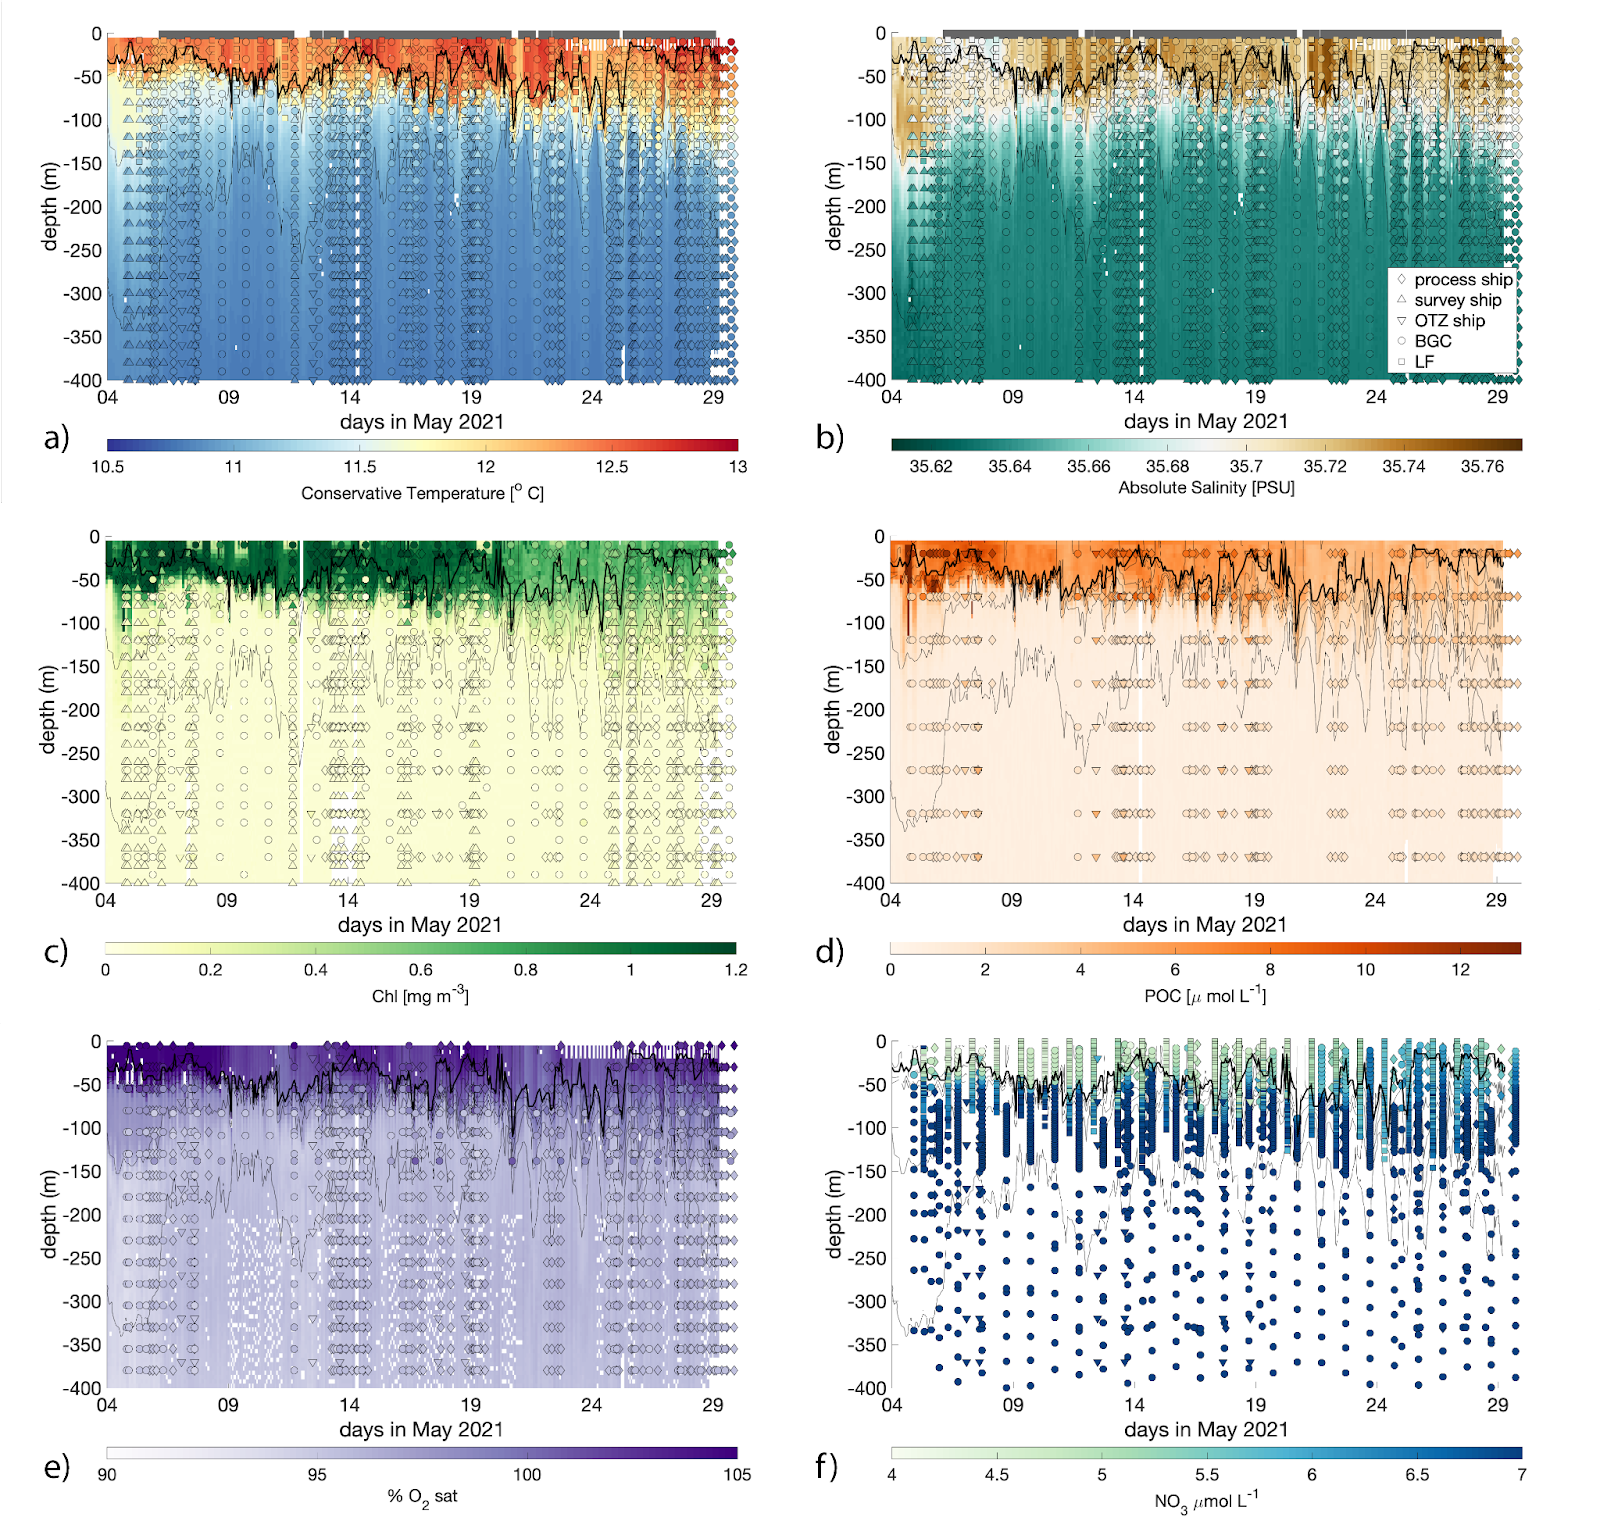 0
-50
-100
-150
-200
-250
-300
-350
-400
depth (m)
04 09 14 19 24 29
days in May 2021
a)
10.5 11 11.5 12 12.5 13
Conservative Temperature [° C]
0
-50
-100
-150
-200
-250
-300
-350
-400
depth (m)
process ship
survey ship
OTZ ship
BGC
LF
04 09 14 19 24 29
days in May 2021
b)
35.62 35.64 35.66 35.68 35.7 35.72 35.74 35.76
Absolute Salinity [PSU]
0
-50
-100
-150
-200
-250
-300
-350
-400
depth (m)
04 09 14 19 24 29
days in May 2021
c)
0 0.2 0.4 0.6 0.8 1 1.2
Chl [mg m⁻³]
0
-50
-100
-150
-200
-250
-300
-350
-400
depth (m)
04 09 14 19 24 29
days in May 2021
d)
0 2 4 6 8 10 12
POC [μ mol L⁻¹]
0
-50
-100
-150
-200
-250
-300
-350
-400
depth (m)
04 09 14 19 24 29
days in May 2021
e)
90 95 100 105
% O₂ sat
0
-50
-100
-150
-200
-250
-300
-350
-400
depth (m)
04 09 14 19 24 29
days in May 2021
f)
4 4.5 5 5.5 6 6.5 7
NO₃ μmol L⁻¹